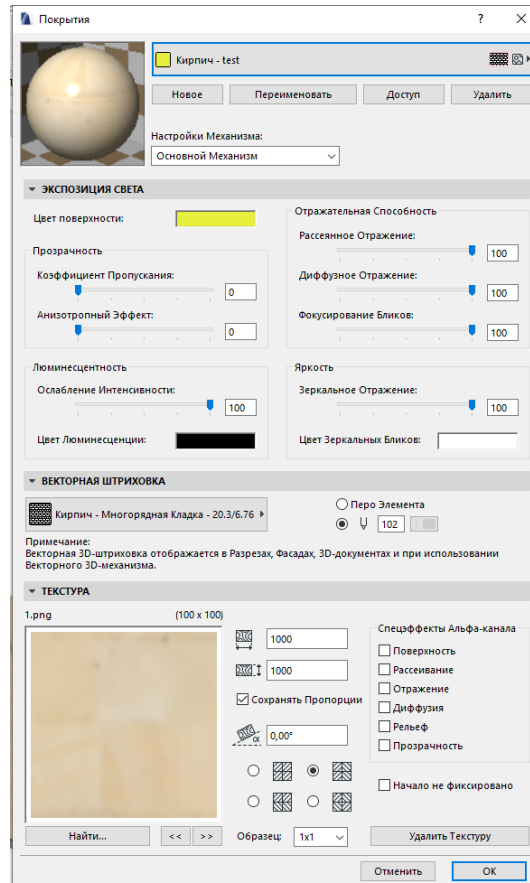 Покрытия
?
Кирпич - test
Новое
Переименовать
Доступ
Удалить
Настройки Механизма:
Основной Механизм
ЭКСПОЗИЦИЯ СВЕТА
Цвет поверхности:
Прозрачность
Коэффициент Пропускания:
0
Анизотропный Эффект:
0
Отражательная Способность
Рассеянное Отражение:
100
Диффузное Отражение:
100
Фокусирование Бликов:
100
Люминесцентность
Ослабление Интенсивности:
100
Цвет Люминесценции:
Яркость
Зеркальное Отражение:
100
Цвет Зеркальных Бликов:
ВЕКТОРНАЯ ШТРИХОВКА
Кирпич - Многорядная Кладка - 20.3/6.76
Перо Элемента
102
Примечание:
Векторная 3D-штриховка отображается в Разрезах, Фасадах, 3D-документах и при использовании
Векторного 3D-механизма.
ТЕКСТУРА
1.png (100 x 100)
1000
1000
Сохранять Пропорции
α 0,00°
Спецэффекты Альфа-канала
Поверхность
Рассеивание
Отражение
Диффузия
Рельеф
Прозрачность
Начало не фиксировано
Найти...
<< >>
Образец: 1x1
Удалить Текстуру
Отменить
OK